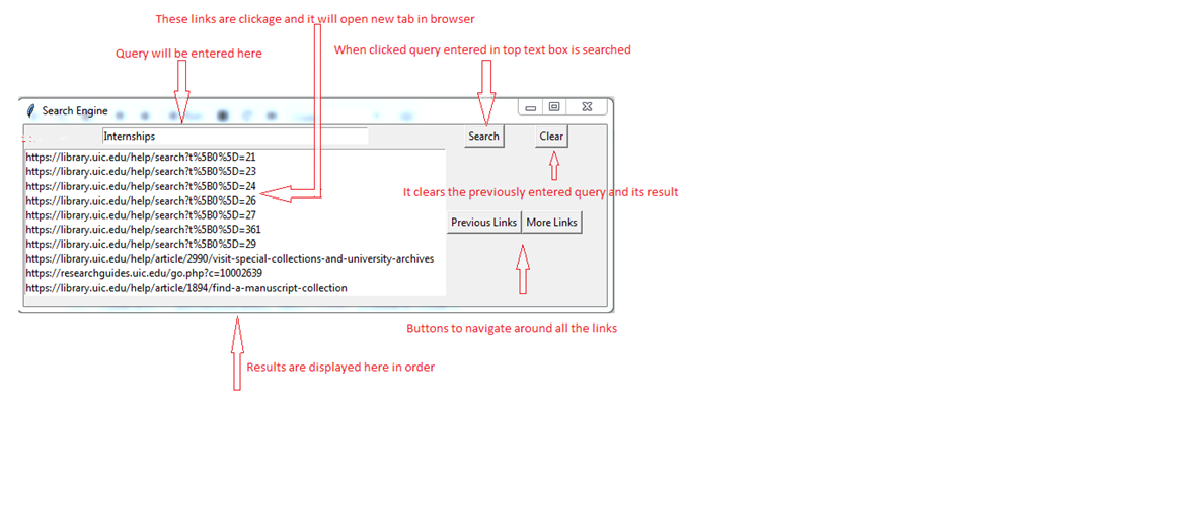 These links are clickage and it will open new tab in browser
Query will be entered here
When clicked query entered in top text box is searched
Search Engine
Internships
Search
Clear
https://library.uic.edu/help/search?t%5B0%5D=21
https://library.uic.edu/help/search?t%5B0%5D=23
https://library.uic.edu/help/search?t%5B0%5D=24
https://library.uic.edu/help/search?t%5B0%5D=26
https://library.uic.edu/help/search?t%5B0%5D=27
https://library.uic.edu/help/search?t%5B0%5D=361
https://library.uic.edu/help/search?t%5B0%5D=29
https://library.uic.edu/help/article/2990/visit-special-collections-and-university-archives
https://researchguides.uic.edu/go.php?c=10002639
https://library.uic.edu/help/article/1894/find-a-manuscript-collection
It clears the previously entered query and its result
Previous Links
More Links
Buttons to navigate around all the links
Results are displayed here in order